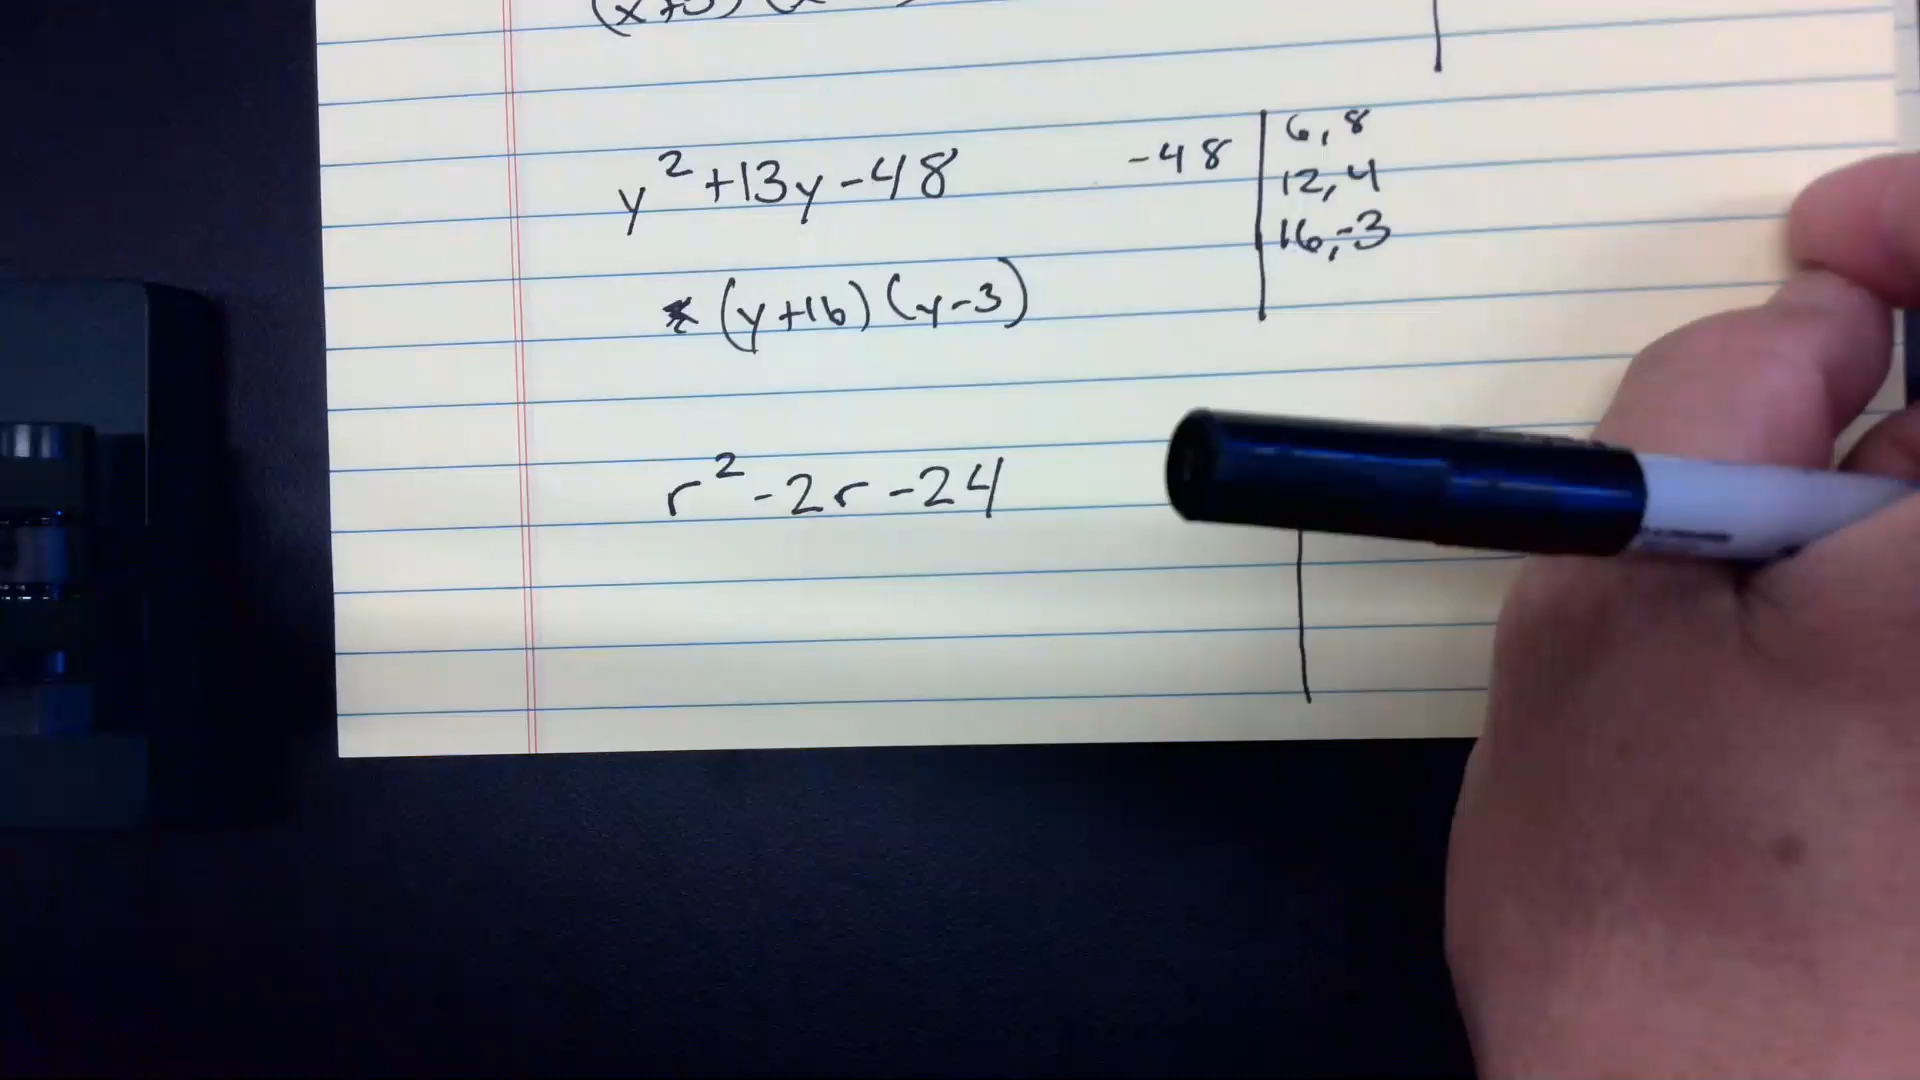 y²+13y-48
-48
6, 8
12, 4
16,-3
(y+16)(y-3)
r²-2r-24